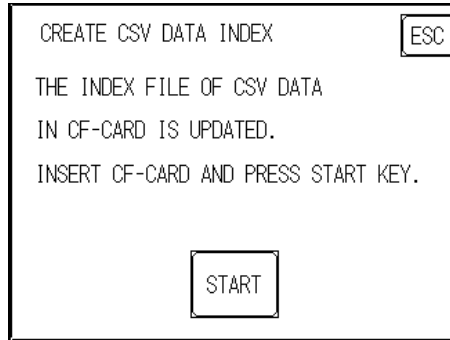 CREATE CSV DATA INDEX
ESC
THE INDEX FILE OF CSV DATA
IN CF-CARD IS UPDATED.
INSERT CF-CARD AND PRESS START KEY.
START